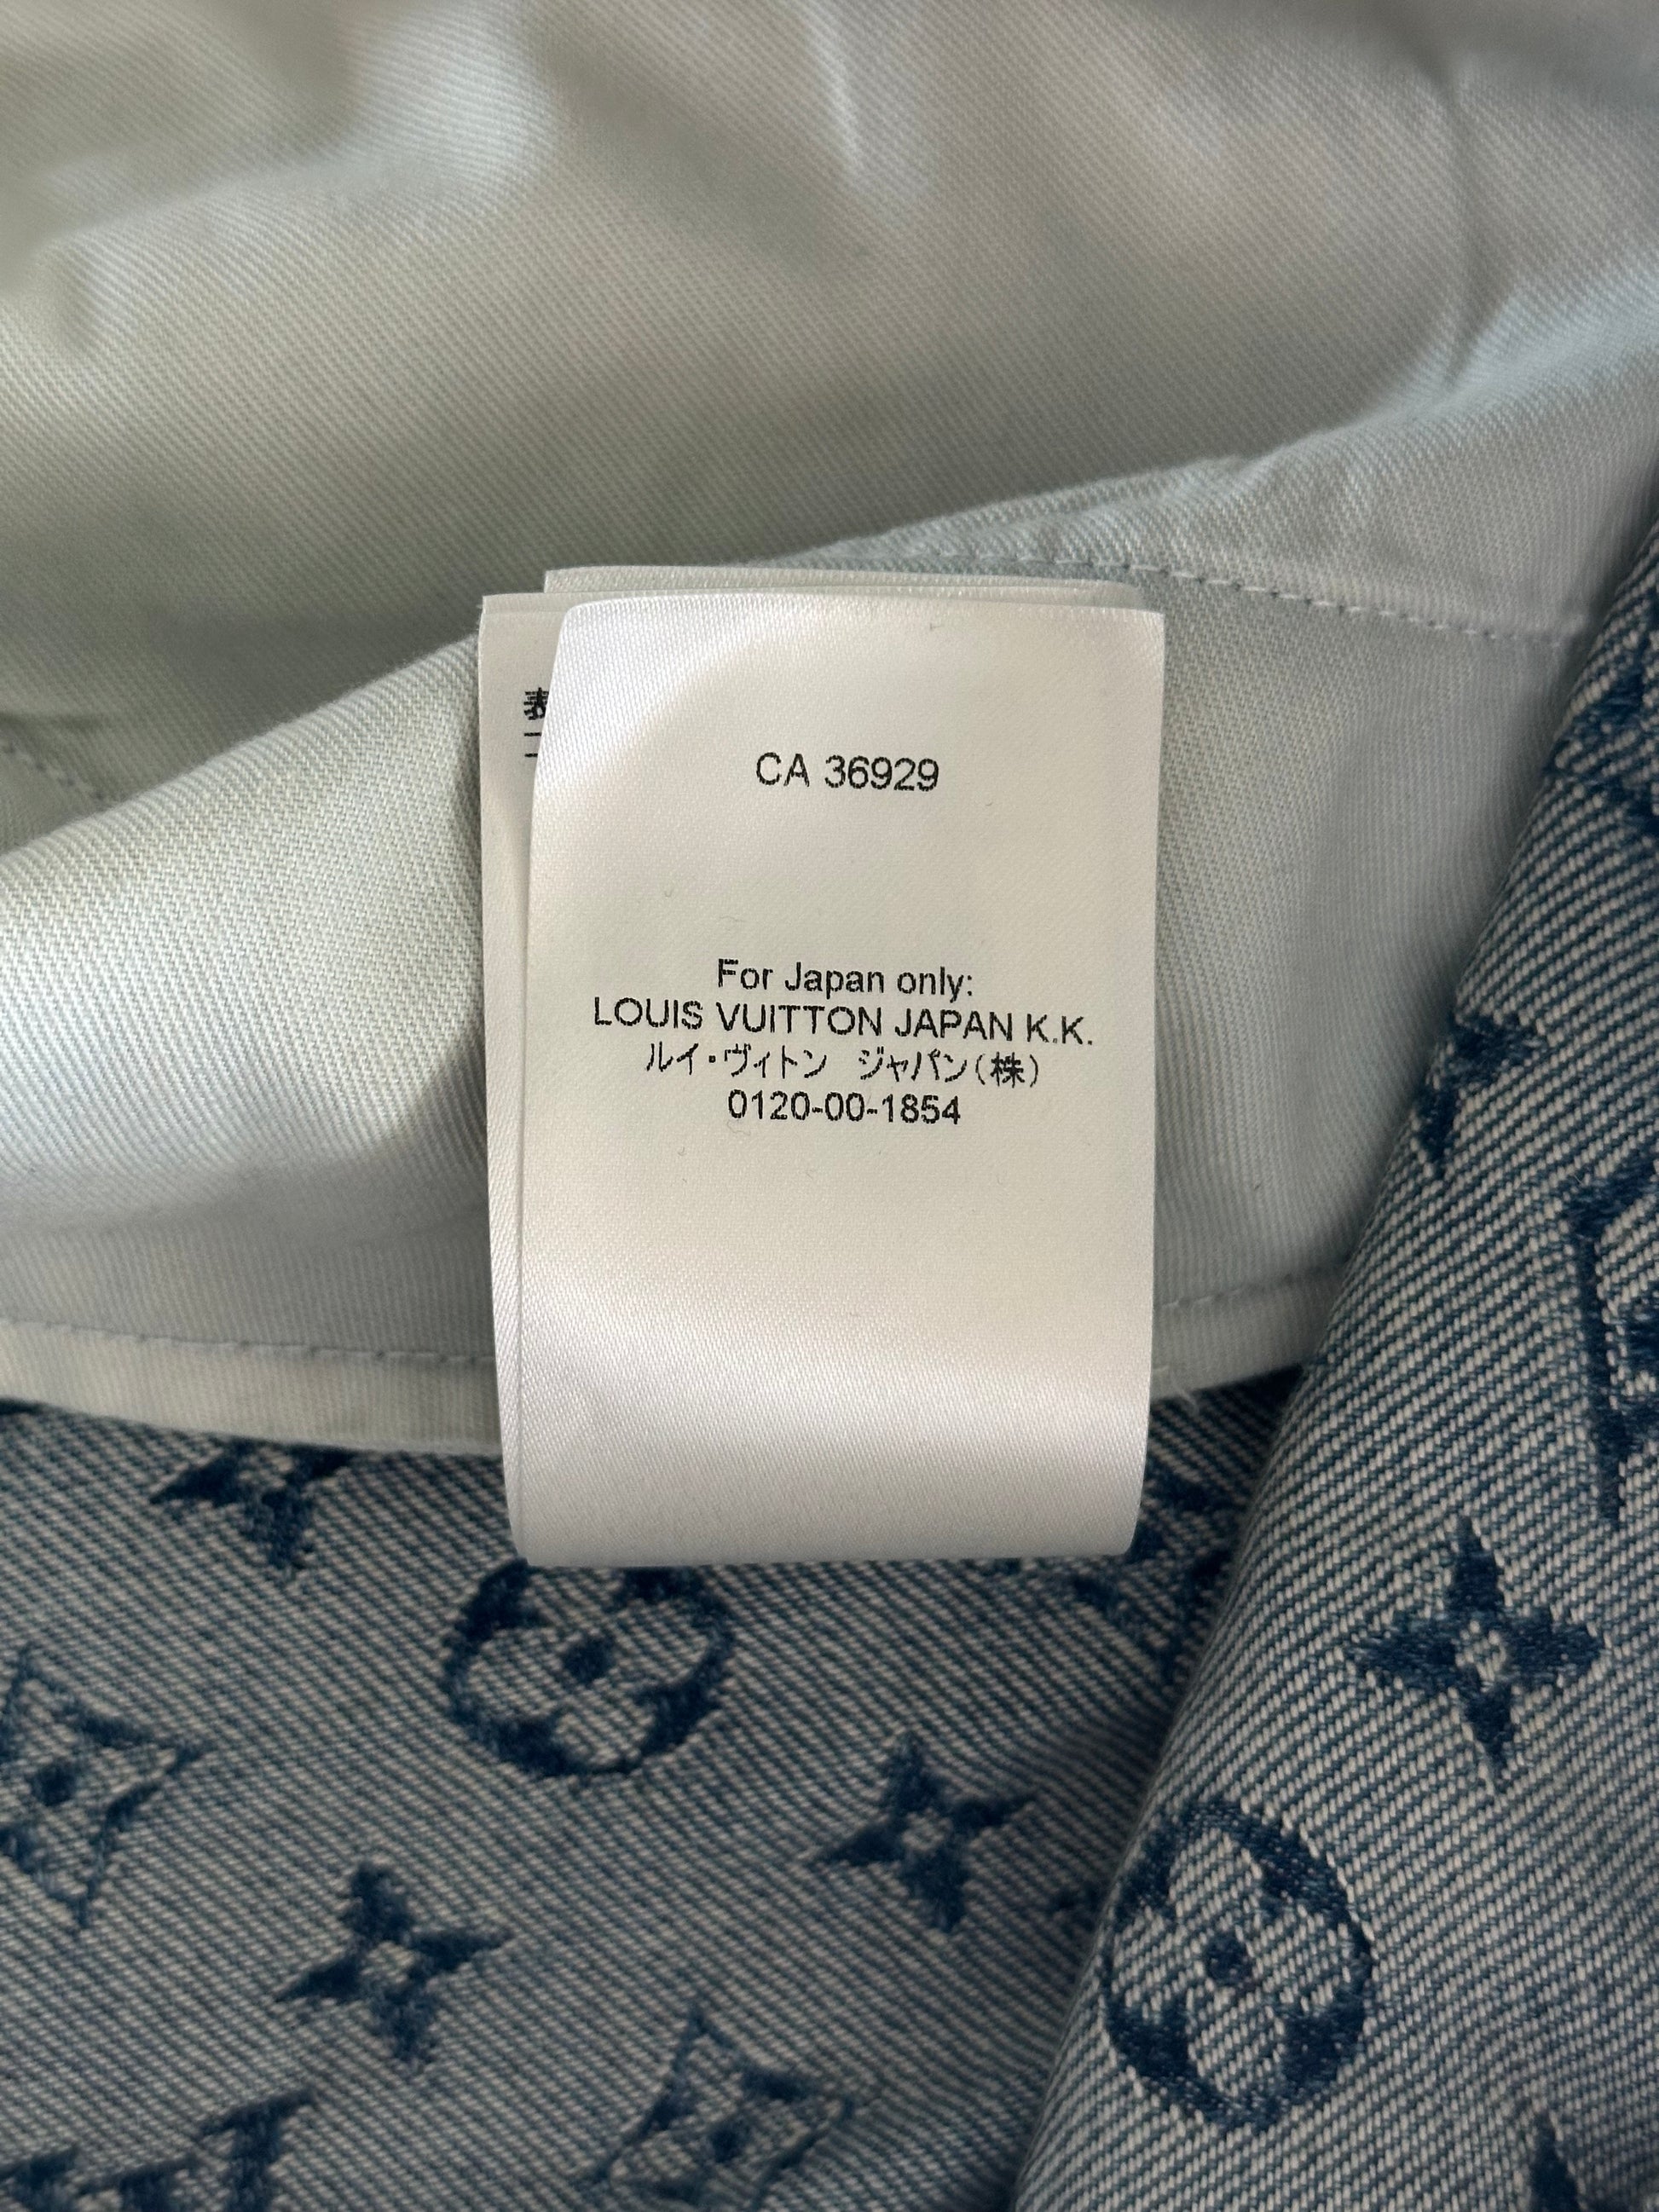 CA 36929
For Japan only:
LOUIS VUITTON JAPAN K.K.
ルイ・ヴィトン ジャパン(株)
0120-00-1854
表